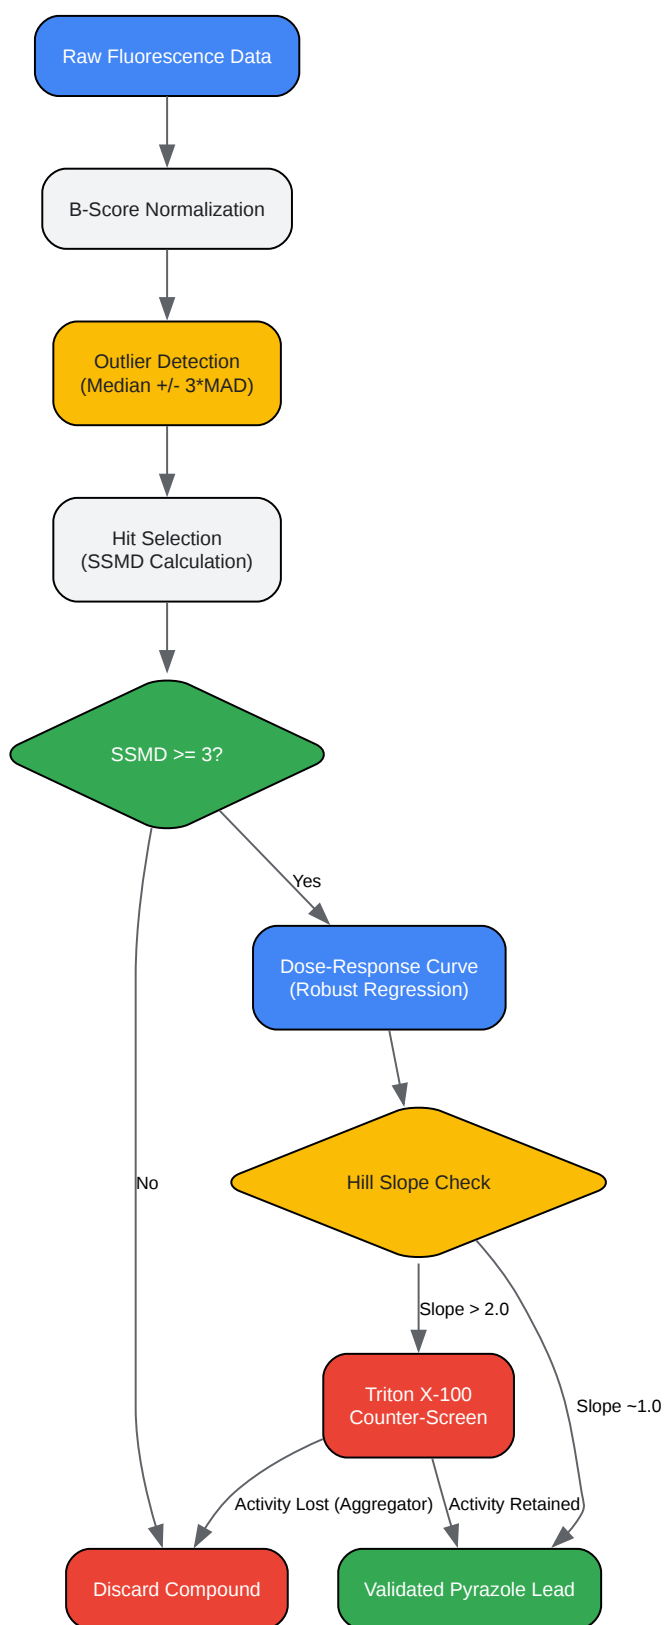 Raw Fluorescence Data
B-Score Normalization
Outlier Detection
(Median +/- 3*MAD)
Hit Selection
(SSMD Calculation)
SSMD >= 3?
Yes
Dose-Response Curve
(Robust Regression)
Hill Slope Check
No
Slope > 2.0
Triton X-100
Counter-Screen
Slope ~1.0
Activity Lost (Aggregator)
Activity Retained
Discard Compound
Validated Pyrazole Lead